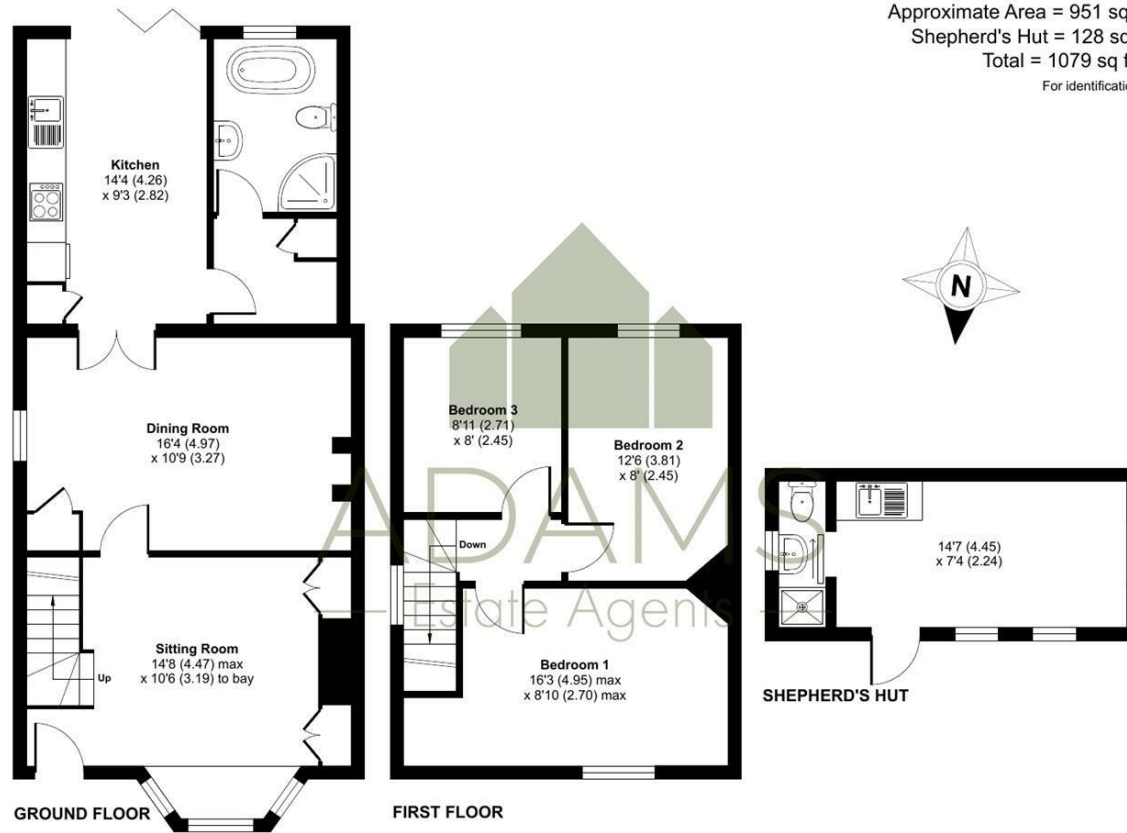 Approximate Area = 951 sq
Shepherd's Hut = 128 sq
Total = 1079 sq f
For identificatio
Kitchen
14'4 (4.26)
x 9'3 (2.82)
N
Dining Room
16'4 (4.97)
x 10'9 (3.27)
Bedroom 3
8'11 (2.71)
x 8' (2.45)
Bedroom 2
12'6 (3.81)
x 8' (2.45)
ADAMS
Estate Agents
Down
14'7 (4.45)
x 7'4 (2.24)
Sitting Room
14'8 (4.47) max
x 10'6 (3.19) to bay
Up
Bedroom 1
16'3 (4.95) max
x 8'10 (2.70) max
SHEPHERD'S HUT
GROUND FLOOR
FIRST FLOOR